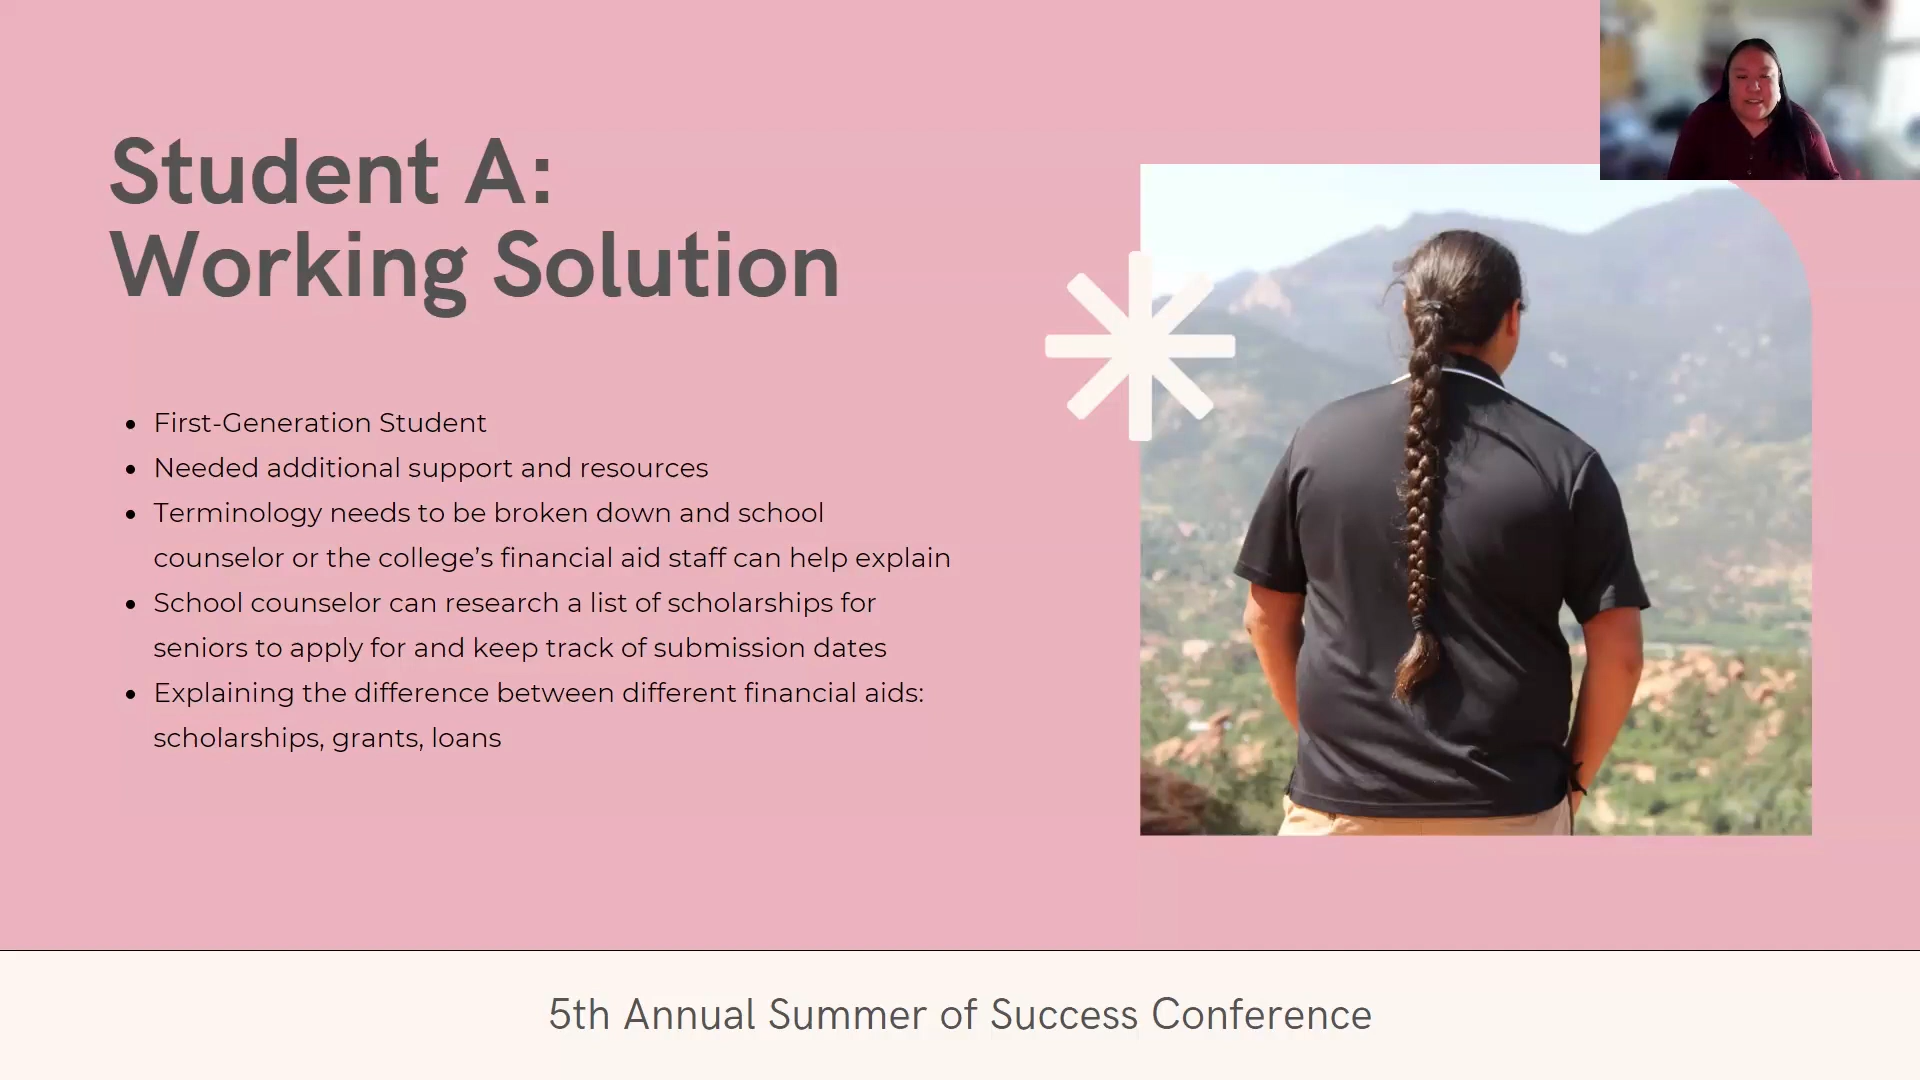 Student A:
Working Solution
First-Generation Student
Needed additional support and resources
Terminology needs to be broken down and school
counselor or the college’s financial aid staff can help explain
School counselor can research a list of scholarships for
seniors to apply for and keep track of submission dates
Explaining the difference between different financial aids:
scholarships, grants, loans
5th Annual Summer of Success Conference